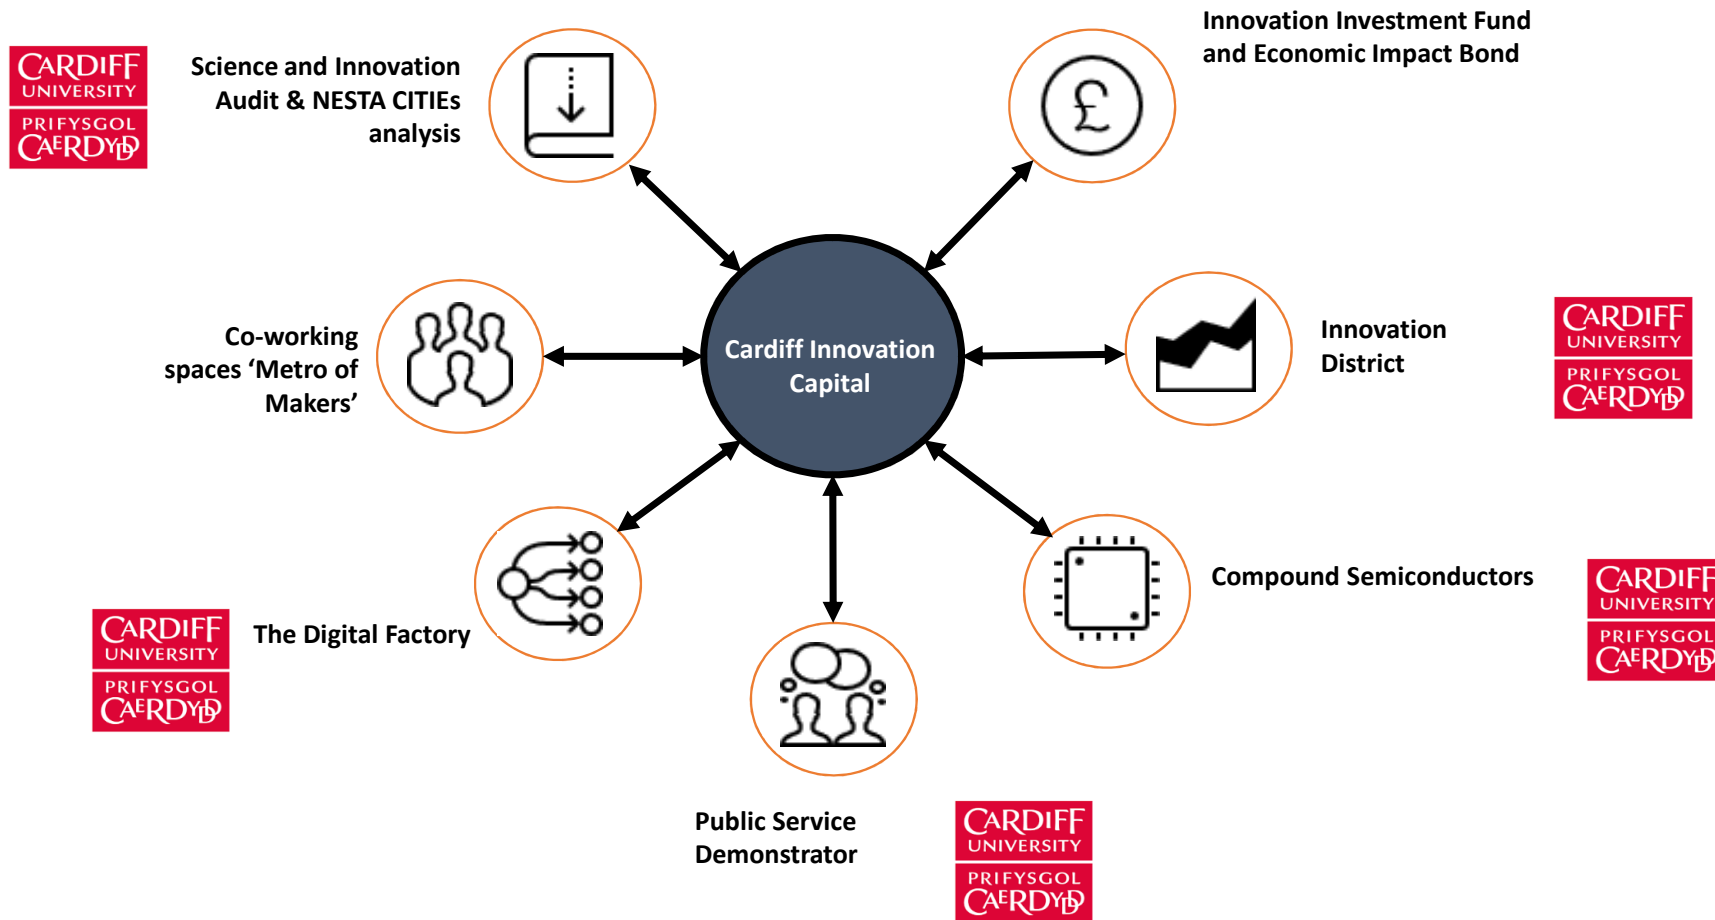 Innovation Investment Fund
and Economic Impact Bond
CARDIFF
UNIVERSITY
PRIFYSGOL
CAERDYDD
Science and Innovation
Audit & NESTA CITIEs
analysis
£
Co-working
spaces ‘Metro of
Makers’
Cardiff Innovation
Capital
Innovation
District
CARDIFF
UNIVERSITY
PRIFYSGOL
CAERDYDD
Compound Semiconductors
CARDIFF
UNIVERSITY
PRIFYSGOL
CAERDYDD
CARDIFF
UNIVERSITY
PRIFYSGOL
CAERDYDD
The Digital Factory
Public Service
Demonstrator
CARDIFF
UNIVERSITY
PRIFYSGOL
CAERDYDD